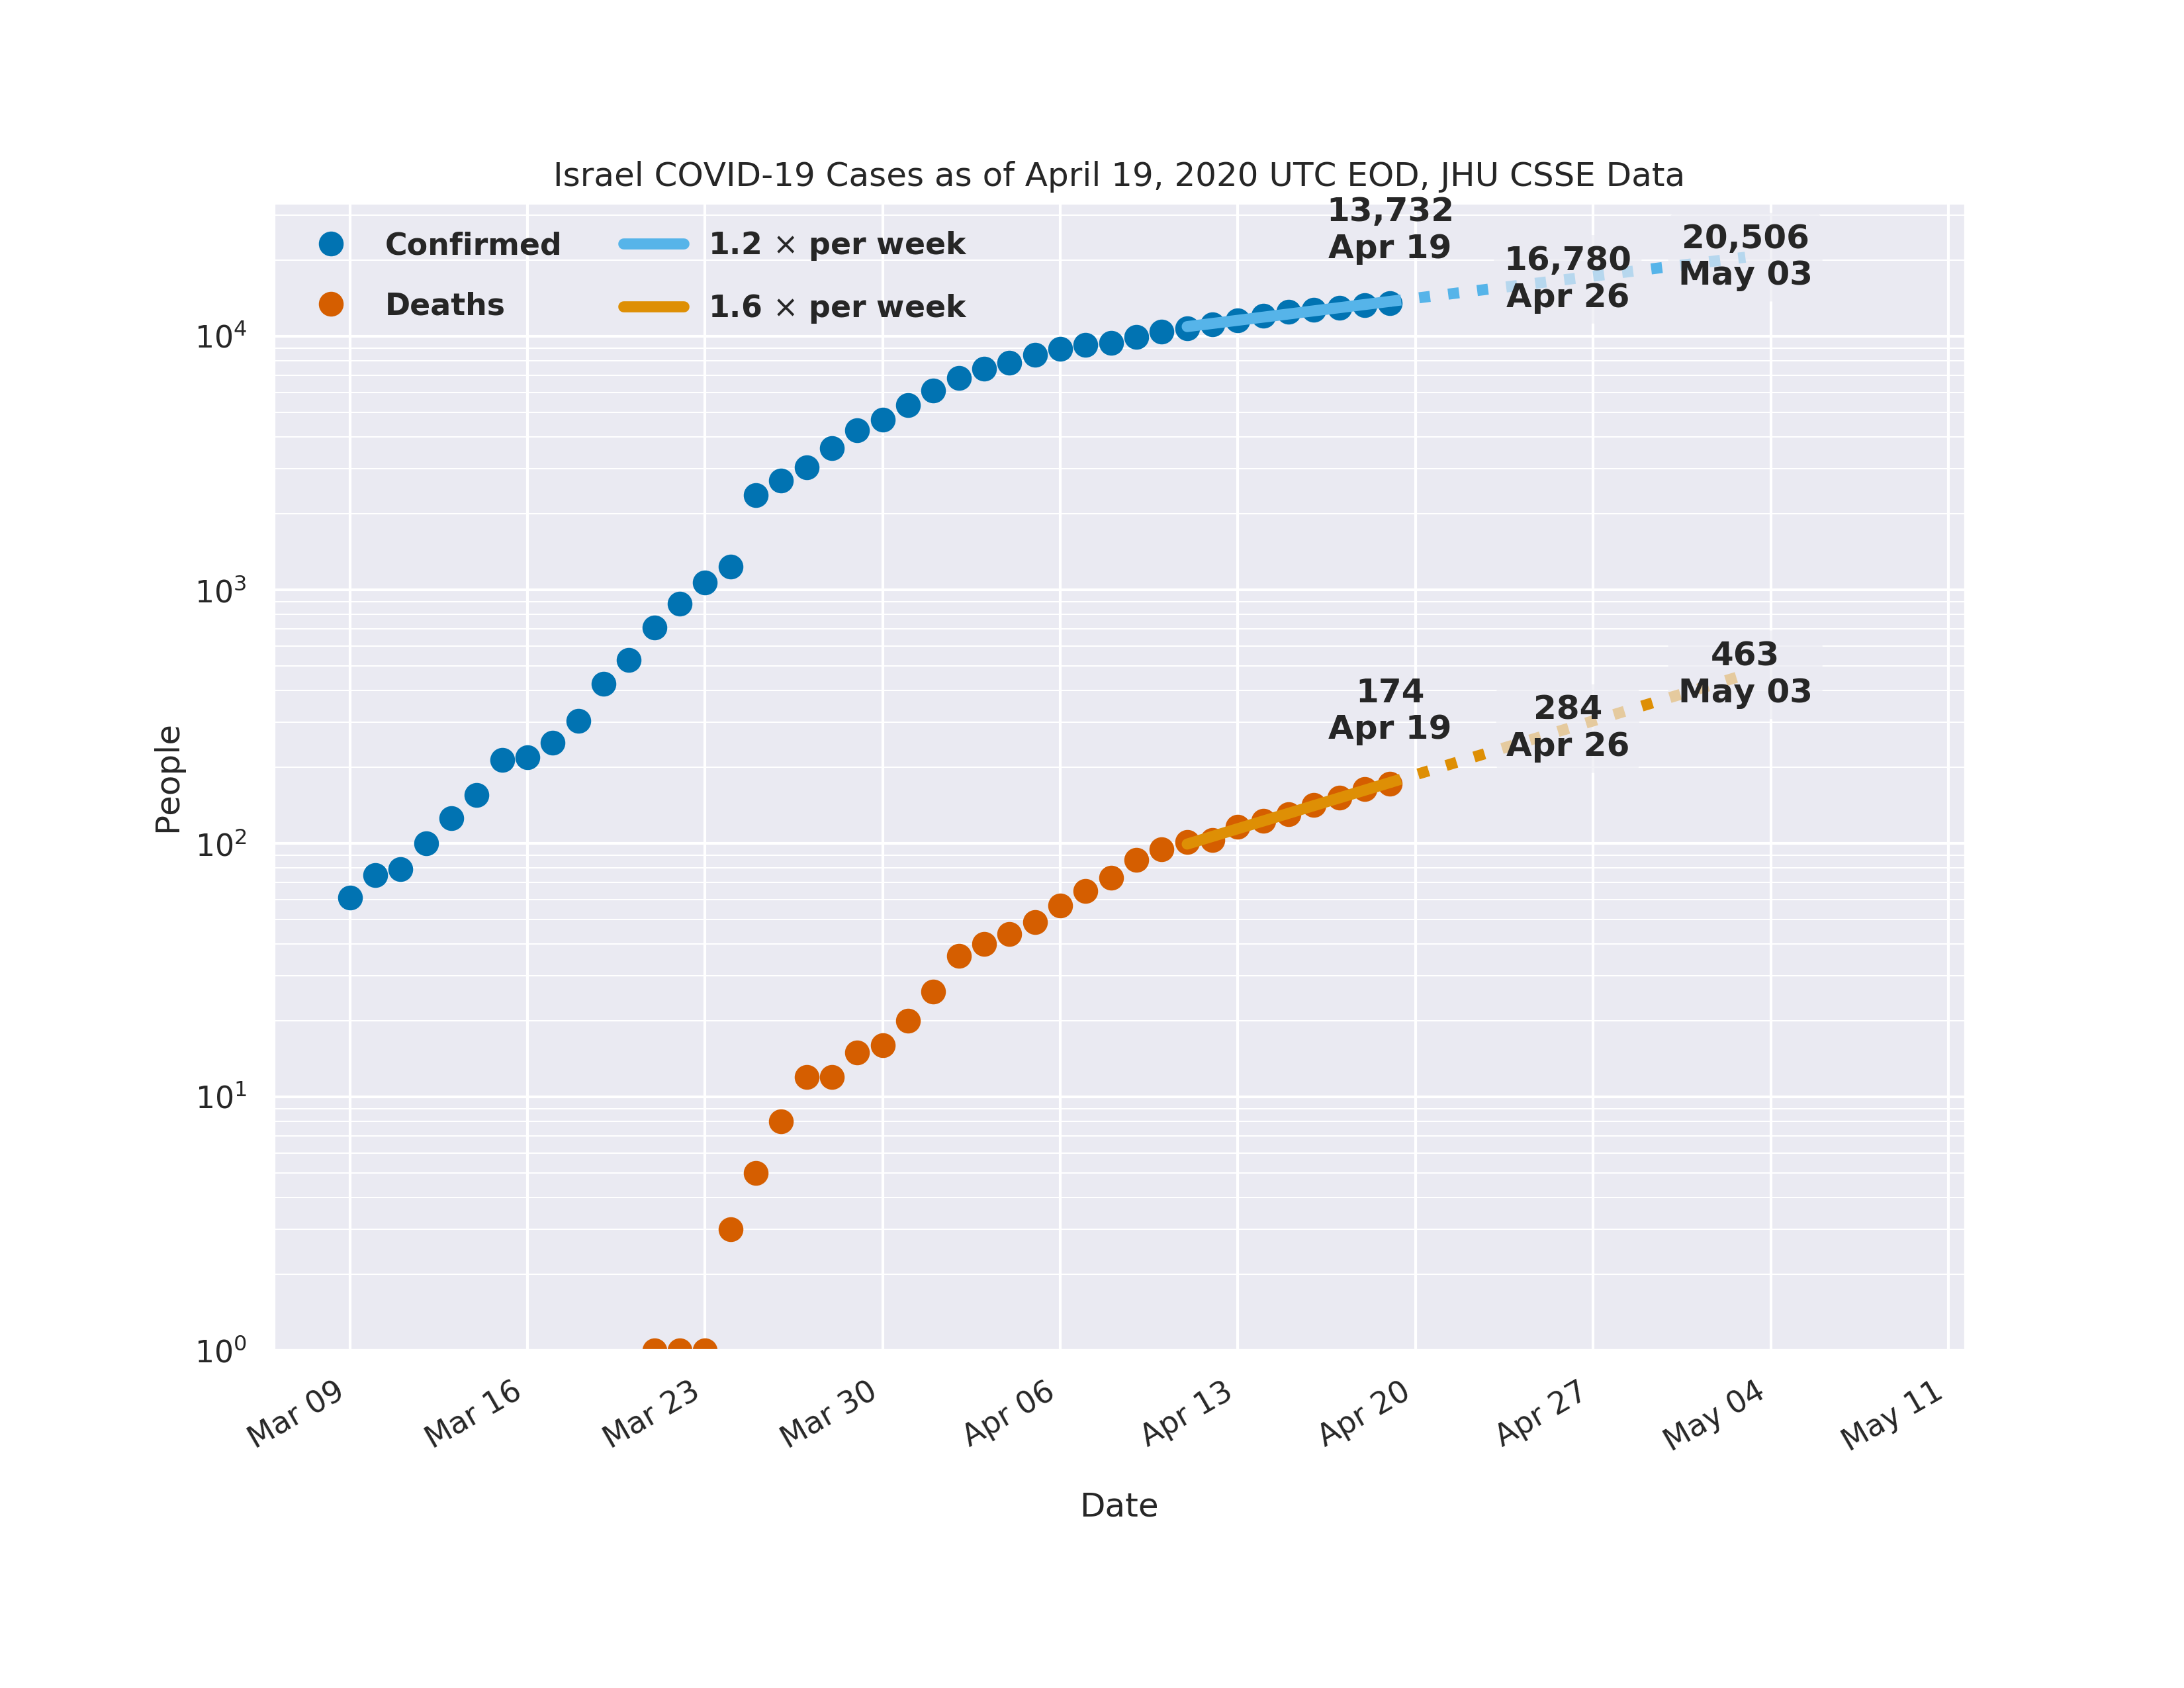 Israel COVID-19 Cases as of April 19, 2020 UTC EOD, JHU CSSE Data
Confirmed
Deaths
1.2 × per week
1.6 × per week
13,732
Apr 19
16,780
Apr 26
20,506
May 03
174
Apr 19
284
Apr 26
463
May 03
People
10⁴
10³
10²
10¹
10⁰
Mar 09
Mar 16
Mar 23
Mar 30
Apr 06
Apr 13
Apr 20
Apr 27
May 04
May 11
Date